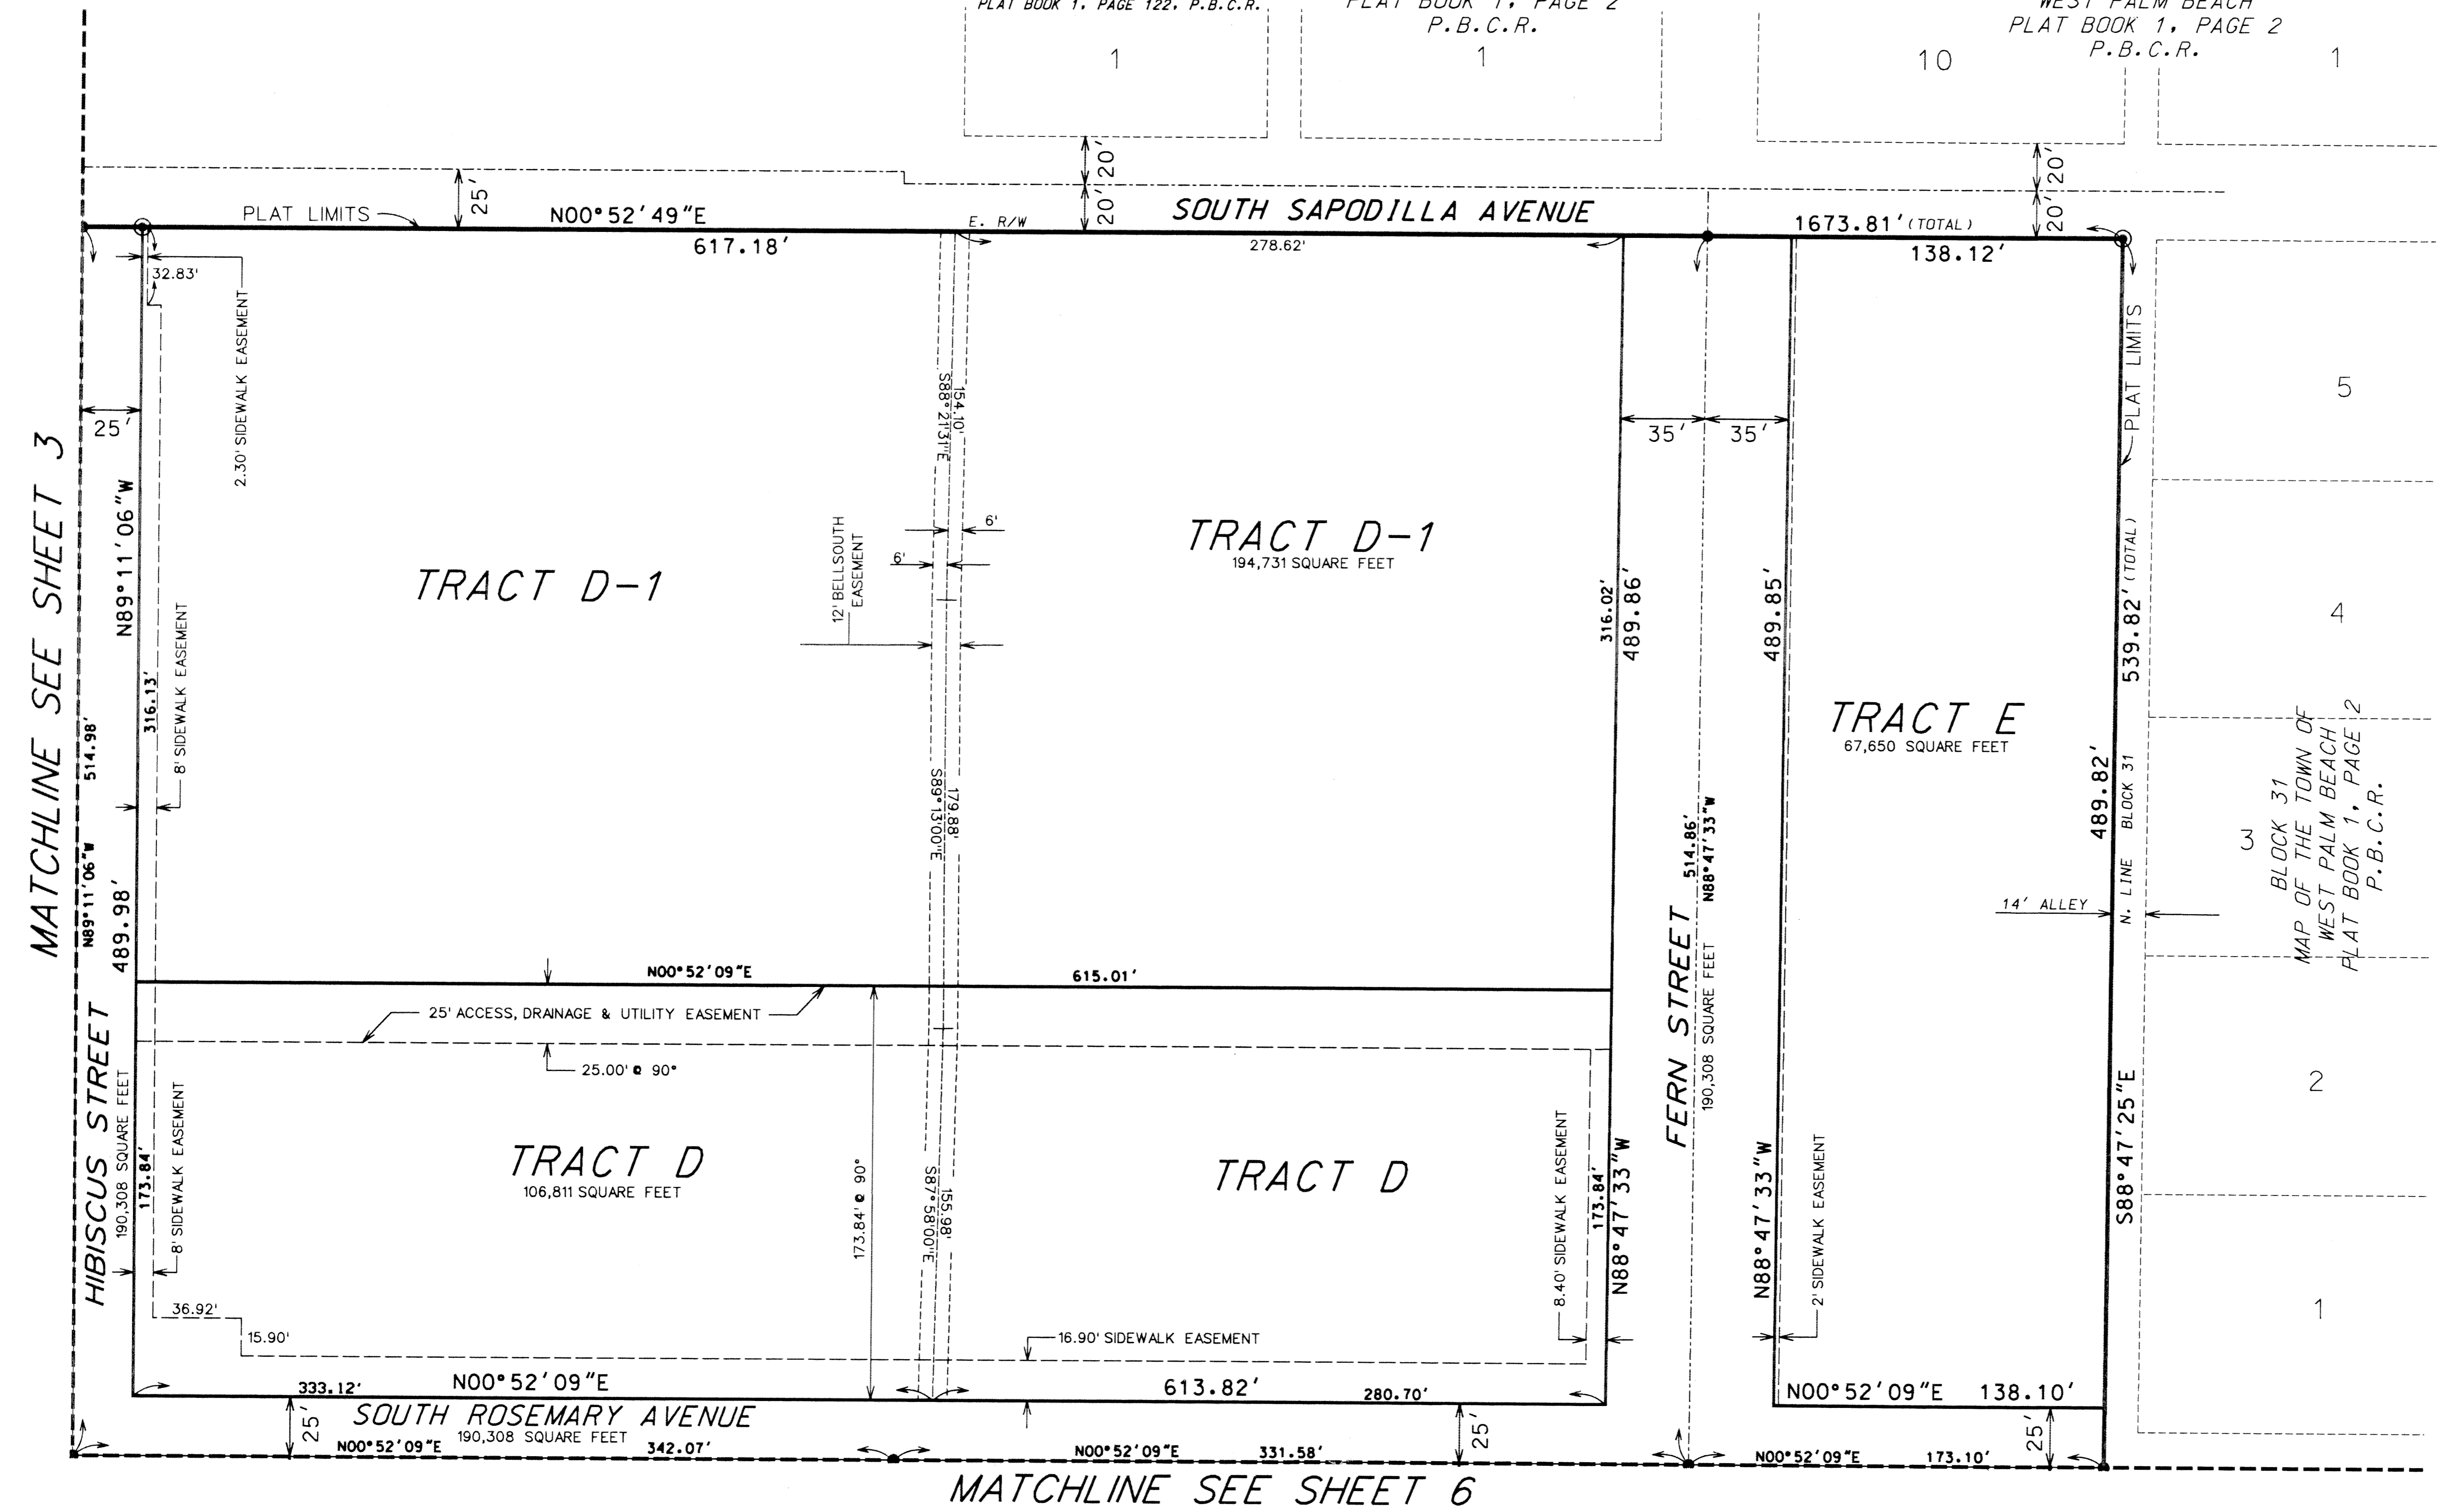 PLAT BOOK 1, PAGE 122, P.B.C.R.
PLAT BOOK 1, PAGE 2
P.B.C.R.
WEST PALM BEACH
PLAT BOOK 1, PAGE 2
P.B.C.R.
1
1
10
1
20'
20'
25'
20'
20'
PLAT LIMITS
N00°52'49"E
617.18'
E. R/W
SOUTH SAPODILLA AVENUE
278.62'
1673.81' (TOTAL)
138.12'
32.83'
2.30' SIDEWALK EASEMENT
25'
N89°11'06"W
316.13'
8' SIDEWALK EASEMENT
MATCHLINE SEE SHEET 3
514.98'
N89°11'06"W
489.98'
TRACT D-1
12' BELLSOUTH
EASEMENT
154.10'
S88°21'31"E
6'
6'
179.88'
S89°13'00"E
TRACT D-1
194,731 SQUARE FEET
316.02'
489.86'
35'
35'
489.85'
TRACT E
67,650 SQUARE FEET
PLAT LIMITS
539.82' (TOTAL)
489.82'
N. LINE BLOCK 31
14' ALLEY
5
4
3
2
1
BLOCK 31
MAP OF THE TOWN OF
WEST PALM BEACH
PLAT BOOK 1, PAGE 2
P.B.C.R.
514.86'
N88°47'33"W
FERN STREET
190,308 SQUARE FEET
N00°52'09"E
615.01'
25' ACCESS, DRAINAGE & UTILITY EASEMENT
25.00' @ 90°
HIBISCUS STREET
190,308 SQUARE FEET
173.84'
8' SIDEWALK EASEMENT
TRACT D
106,811 SQUARE FEET
173.84' @ 90°
155.98'
S87°58'00"E
TRACT D
8.40' SIDEWALK EASEMENT
173.84'
N88°47'33"W
N88°47'33"W
2' SIDEWALK EASEMENT
S88°47'25"E
36.92'
15.90'
16.90' SIDEWALK EASEMENT
333.12'
N00°52'09"E
613.82'
280.70'
N00°52'09"E 138.10'
25'
SOUTH ROSEMARY AVENUE
190,308 SQUARE FEET
25'
25'
N00°52'09"E 342.07'
N00°52'09"E 331.58'
N00°52'09"E 173.10'
MATCHLINE SEE SHEET 6